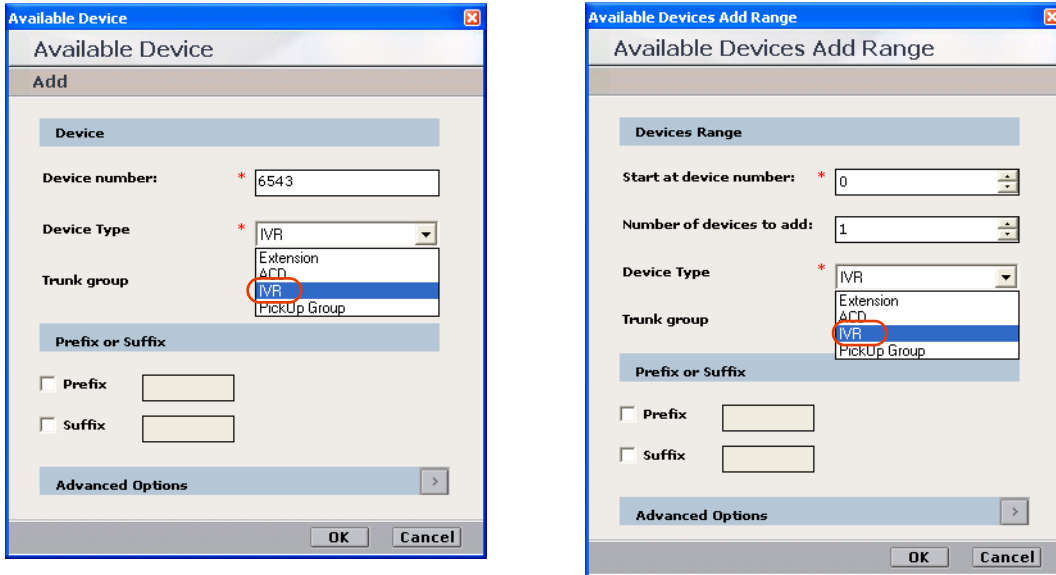 Available Device
Available Device
Add
Device
Device number: * 6543
Device Type * IVR
Extension
ACD
IVR
PickUp Group
Trunk group
Prefix or Suffix
Prefix
Suffix
Advanced Options >
OK Cancel
Available Devices Add Range
Available Devices Add Range
Devices Range
Start at device number: * 0
Number of devices to add: 1
Device Type * IVR
Extension
ACD
IVR
PickUp Group
Trunk group
Prefix or Suffix
Prefix
Suffix
Advanced Options >
OK Cancel